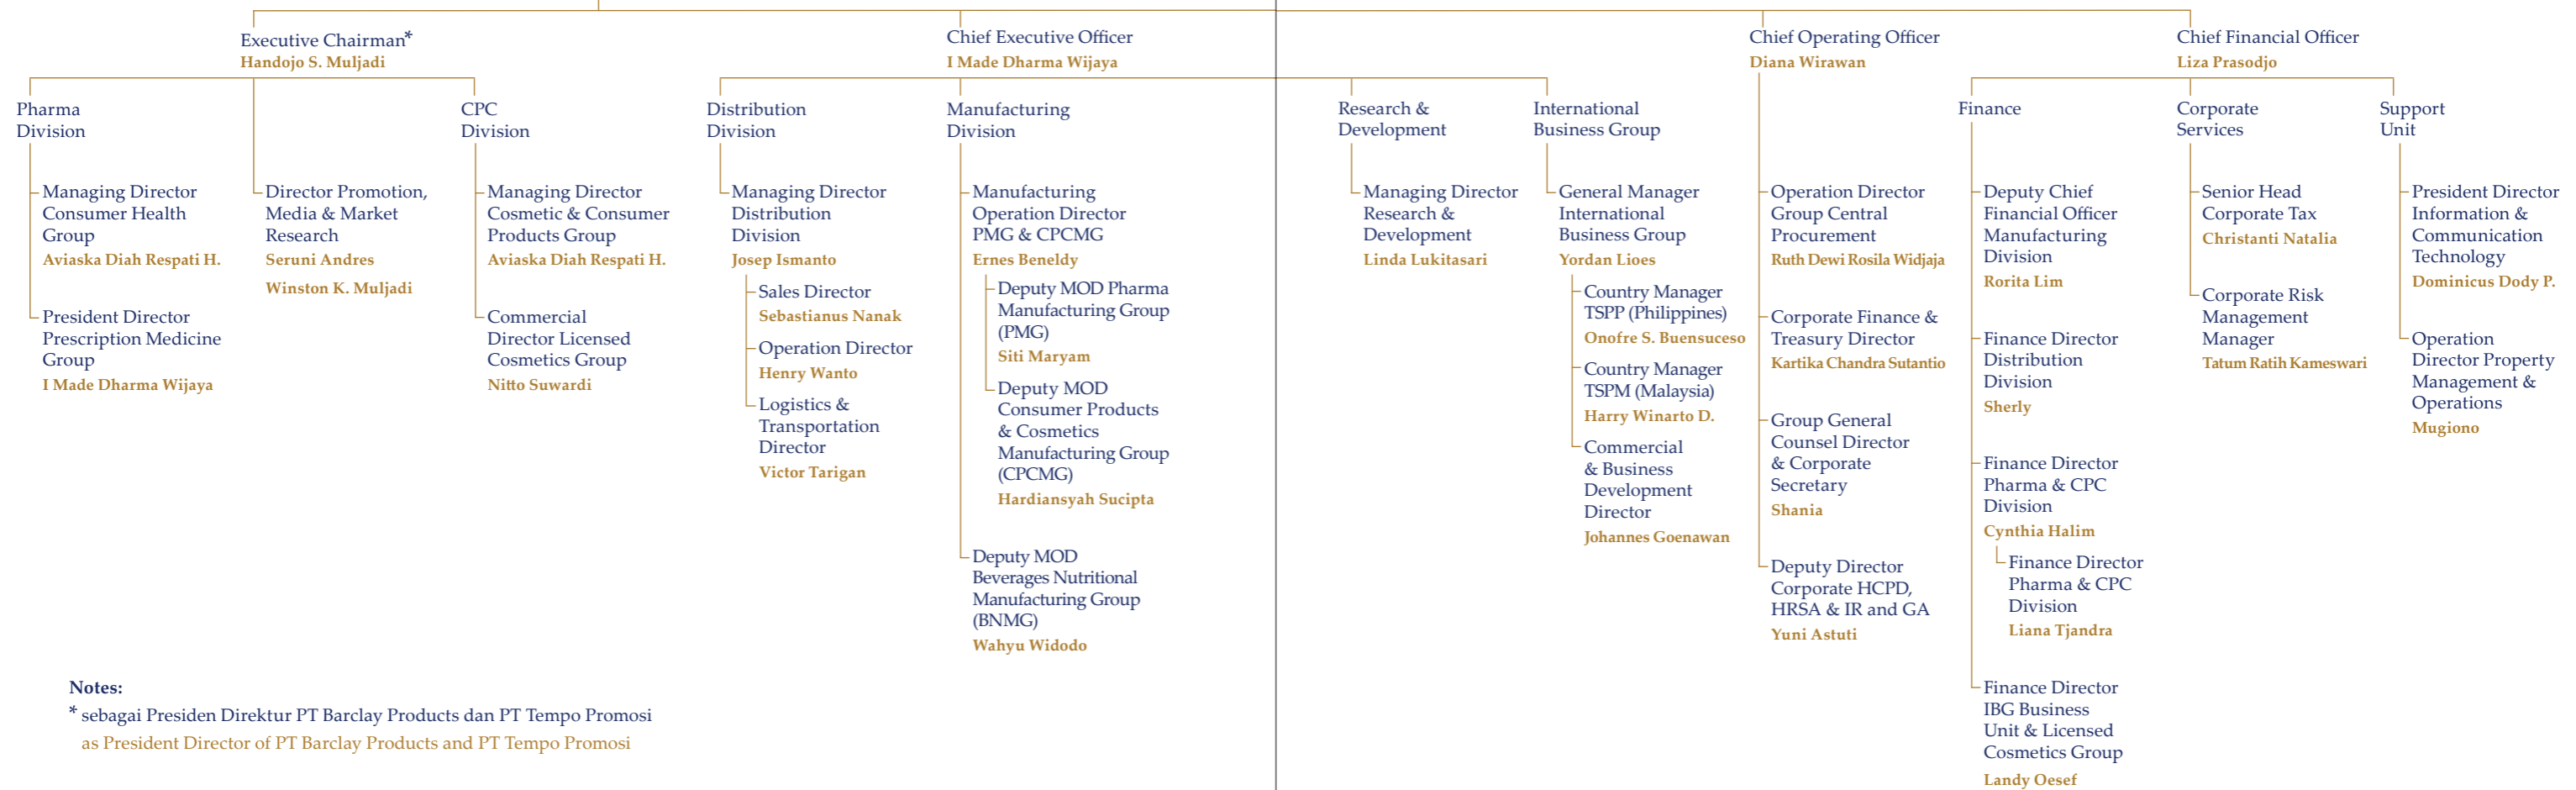 Executive Chairman*
Handojo S. Muljadi
Chief Executive Officer
I Made Dharma Wijaya
Chief Operating Officer
Diana Wirawan
Chief Financial Officer
Liza Prasodjo
Pharma
Division
Managing Director
Consumer Health
Group
Aviaska Diah Respati H.
President Director
Prescription Medicine
Group
I Made Dharma Wijaya
Director Promotion,
Media & Market
Research
Seruni Andres
Winston K. Muljadi
CPC
Division
Managing Director
Cosmetic & Consumer
Products Group
Aviaska Diah Respati H.
Commercial
Director Licensed
Cosmetics Group
Nitto Suwardi
Distribution
Division
Managing Director
Distribution
Division
Josep Ismanto
Sales Director
Sebastianus Nanak
Operation Director
Henry Wanto
Logistics &
Transportation
Director
Victor Tarigan
Manufacturing
Division
Manufacturing
Operation Director
PMG & CPCMG
Ernes Beneldy
Deputy MOD Pharma
Manufacturing Group
(PMG)
Siti Maryam
Deputy MOD
Consumer Products
& Cosmetics
Manufacturing Group
(CPCMG)
Hardiansyah Sucipta
Deputy MOD
Beverages Nutritional
Manufacturing Group
(BNMG)
Wahyu Widodo
Research &
Development
Managing Director
Research &
Development
Linda Lukitasari
International
Business Group
General Manager
International
Business Group
Yordan Lioes
Country Manager
TSPP (Philippines)
Onofre S. Buensuceso
Country Manager
TSPM (Malaysia)
Harry Winarto D.
Commercial
& Business
Development
Director
Johannes Goenawan
Operation Director
Group Central
Procurement
Ruth Dewi Rosila Widjaja
Corporate Finance &
Treasury Director
Kartika Chandra Sutantio
Group General
Counsel Director
& Corporate
Secretary
Shania
Deputy Director
Corporate HCPD,
HRSA & IR and GA
Yuni Astuti
Finance
Deputy Chief
Financial Officer
Manufacturing
Division
Rorita Lim
Finance Director
Distribution
Division
Sherly
Finance Director
Pharma & CPC
Division
Cynthia Halim
Finance Director
Pharma & CPC
Division
Liana Tjandra
Finance Director
IBG Business
Unit & Licensed
Cosmetics Group
Landy Oesef
Corporate
Services
Senior Head
Corporate Tax
Christanti Natalia
Corporate Risk
Management
Manager
Tatum Ratih Kameswari
Support
Unit
President Director
Information &
Communication
Technology
Dominicus Dody P.
Operation
Director Property
Management &
Operations
Mugiono
Notes:
* sebagai Presiden Direktur PT Barclay Products dan PT Tempo Promosi
as President Director of PT Barclay Products and PT Tempo Promosi